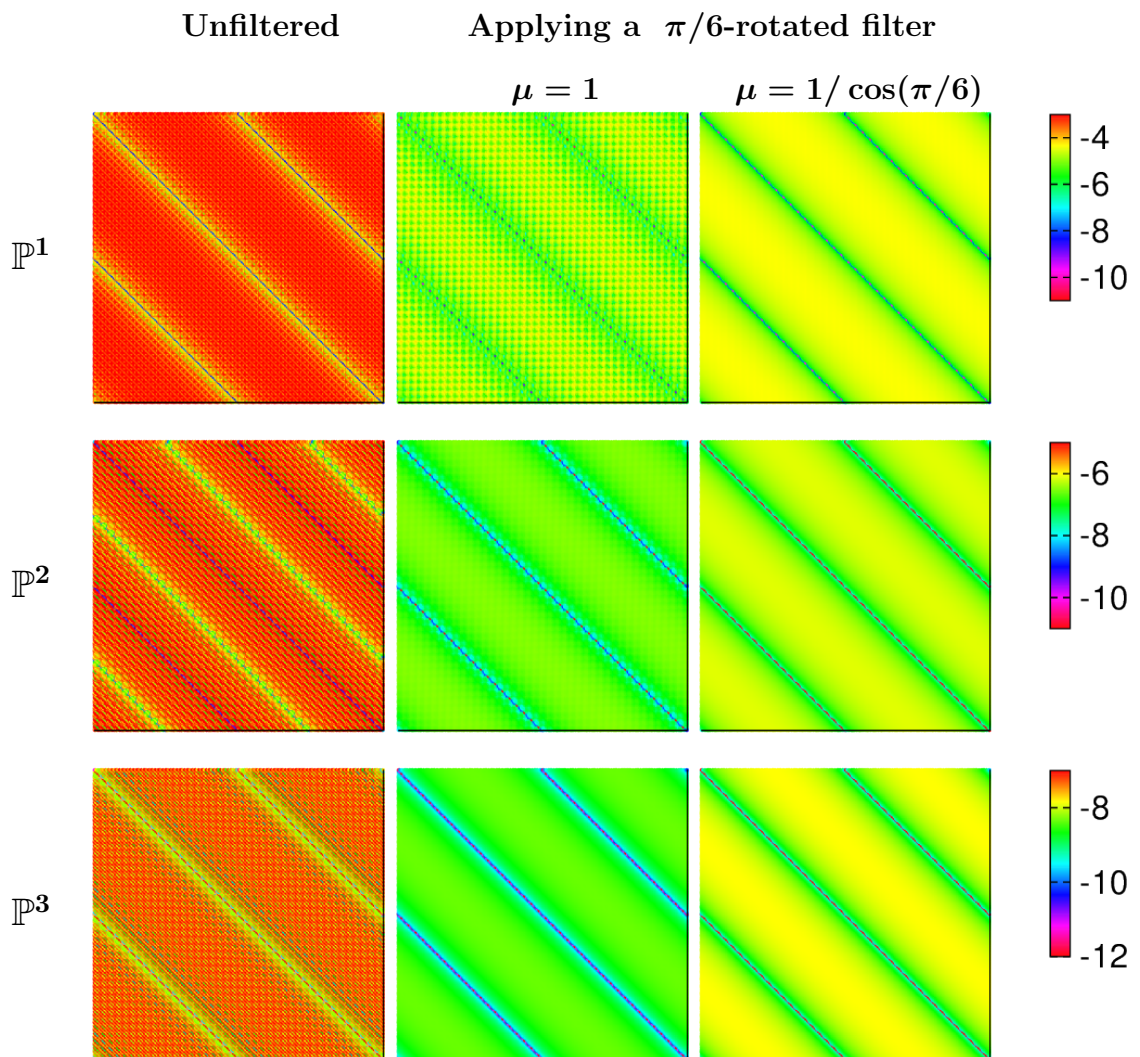 Unfiltered Applying a π/6-rotated filter
μ = 1 μ = 1/ cos(π/6)
ℙ¹
-4
-6
-8
-10
ℙ²
-6
-8
-10
ℙ³
-8
-10
-12